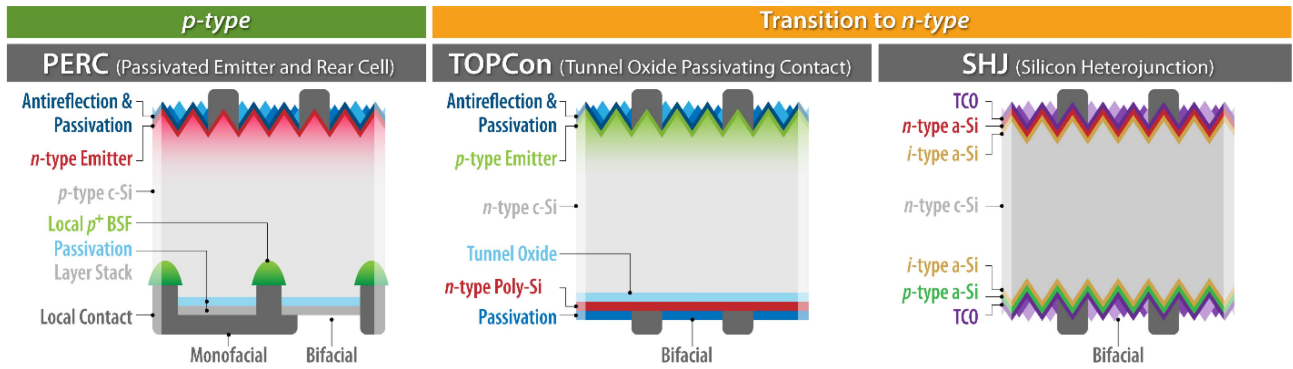 p-type
Transition to n-type
PERC (Passivated Emitter and Rear Cell)
TOPCon (Tunnel Oxide Passivating Contact)
SHJ (Silicon Heterojunction)
Antireflection &
Passivation
n-type Emitter
p-type c-Si
Local p+ BSF
Passivation
Layer Stack
Local Contact
Monofacial
Bifacial
Antireflection &
Passivation
p-type Emitter
n-type c-Si
Tunnel Oxide
n-type Poly-Si
Passivation
Bifacial
TCO
n-type a-Si
i-type a-Si
n-type c-Si
i-type a-Si
p-type a-Si
TCO
Bifacial